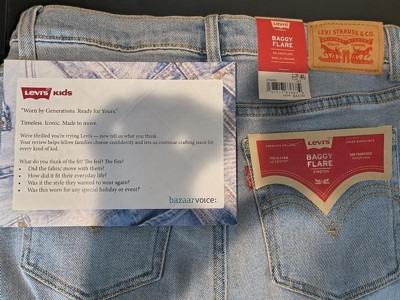 Levi's Kids
"Worn by Generations. Ready for Yours."
Timeless. Iconic. Made to move.
We're thrilled you're trying Levi's — now tell us what you think.
Your review helps fellow families choose confidently and lets us continue crafting jeans for
every kind of kid.
What do you think of the fit? The feel? The flex?
• Did the fabric move with them?
• How did it fit their everyday life?
• Was it the style they wanted to wear again?
• Was this worn for any special holiday or event?
bazaarvoice:
Levi's
BAGGY
FLARE
LEVI STRAUSS & CO.
Levi's
BAGGY
FLARE
STRETCH
SAN FRANCISCO